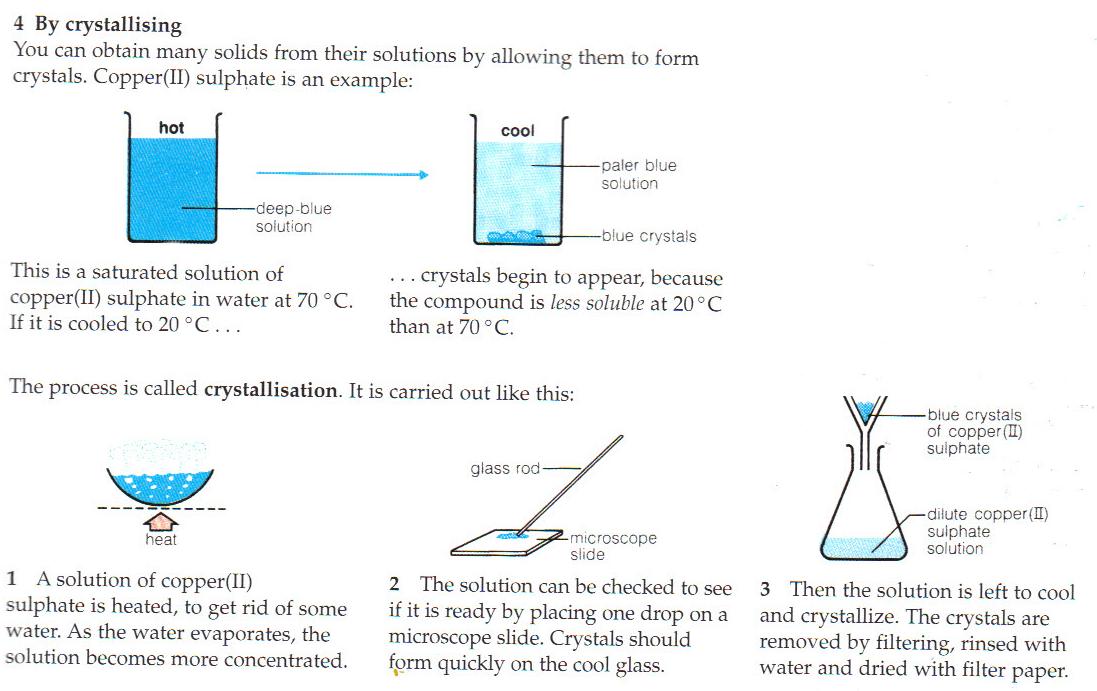 4 By crystallising
You can obtain many solids from their solutions by allowing them to form
crystals. Copper(II) sulphate is an example:
hot
deep-blue
solution
cool
paler blue
solution
blue crystals
This is a saturated solution of
copper(II) sulphate in water at 70 °C.
If it is cooled to 20 °C . . .
. . . crystals begin to appear, because
the compound is less soluble at 20 °C
than at 70 °C.
The process is called crystallisation. It is carried out like this:
heat
1 A solution of copper(II)
sulphate is heated, to get rid of some
water. As the water evaporates, the
solution becomes more concentrated.
glass rod
microscope
slide
2 The solution can be checked to see
if it is ready by placing one drop on a
microscope slide. Crystals should
form quickly on the cool glass.
blue crystals
of copper(II)
sulphate
dilute copper(II)
sulphate
solution
3 Then the solution is left to cool
and crystallize. The crystals are
removed by filtering, rinsed with
water and dried with filter paper.